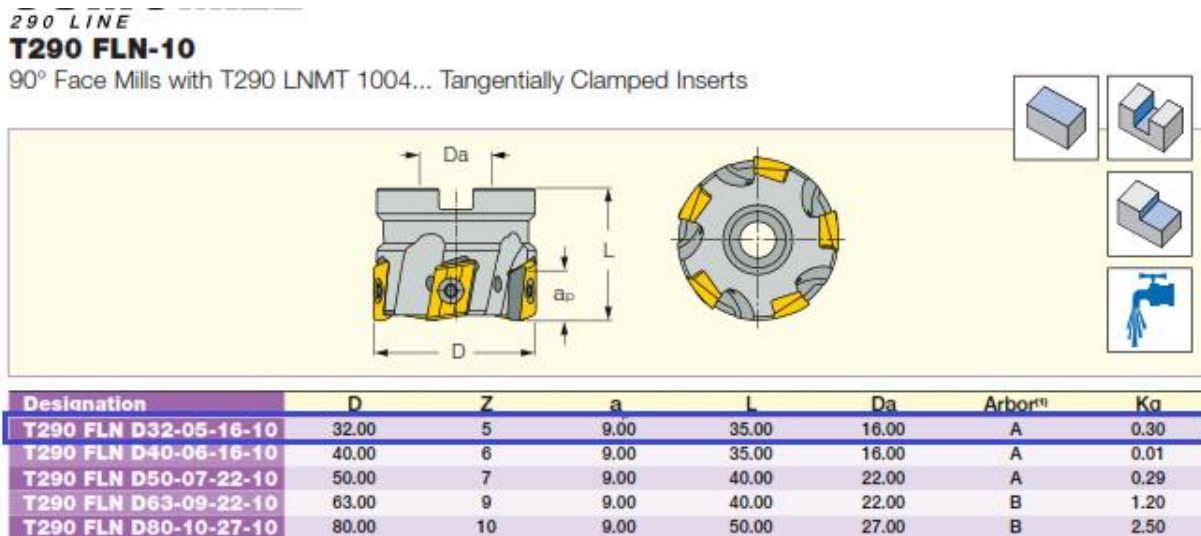 290 LINE
T290 FLN-10
90° Face Mills with T290 LNMT 1004... Tangentially Clamped Inserts
Da
L
ap
D
Designation D Z a L Da Arbor(1) Kg
T290 FLN D32-05-16-10 32.00 5 9.00 35.00 16.00 A 0.30
T290 FLN D40-06-16-10 40.00 6 9.00 35.00 16.00 A 0.01
T290 FLN D50-07-22-10 50.00 7 9.00 40.00 22.00 A 0.29
T290 FLN D63-09-22-10 63.00 9 9.00 40.00 22.00 B 1.20
T290 FLN D80-10-27-10 80.00 10 9.00 50.00 27.00 B 2.50